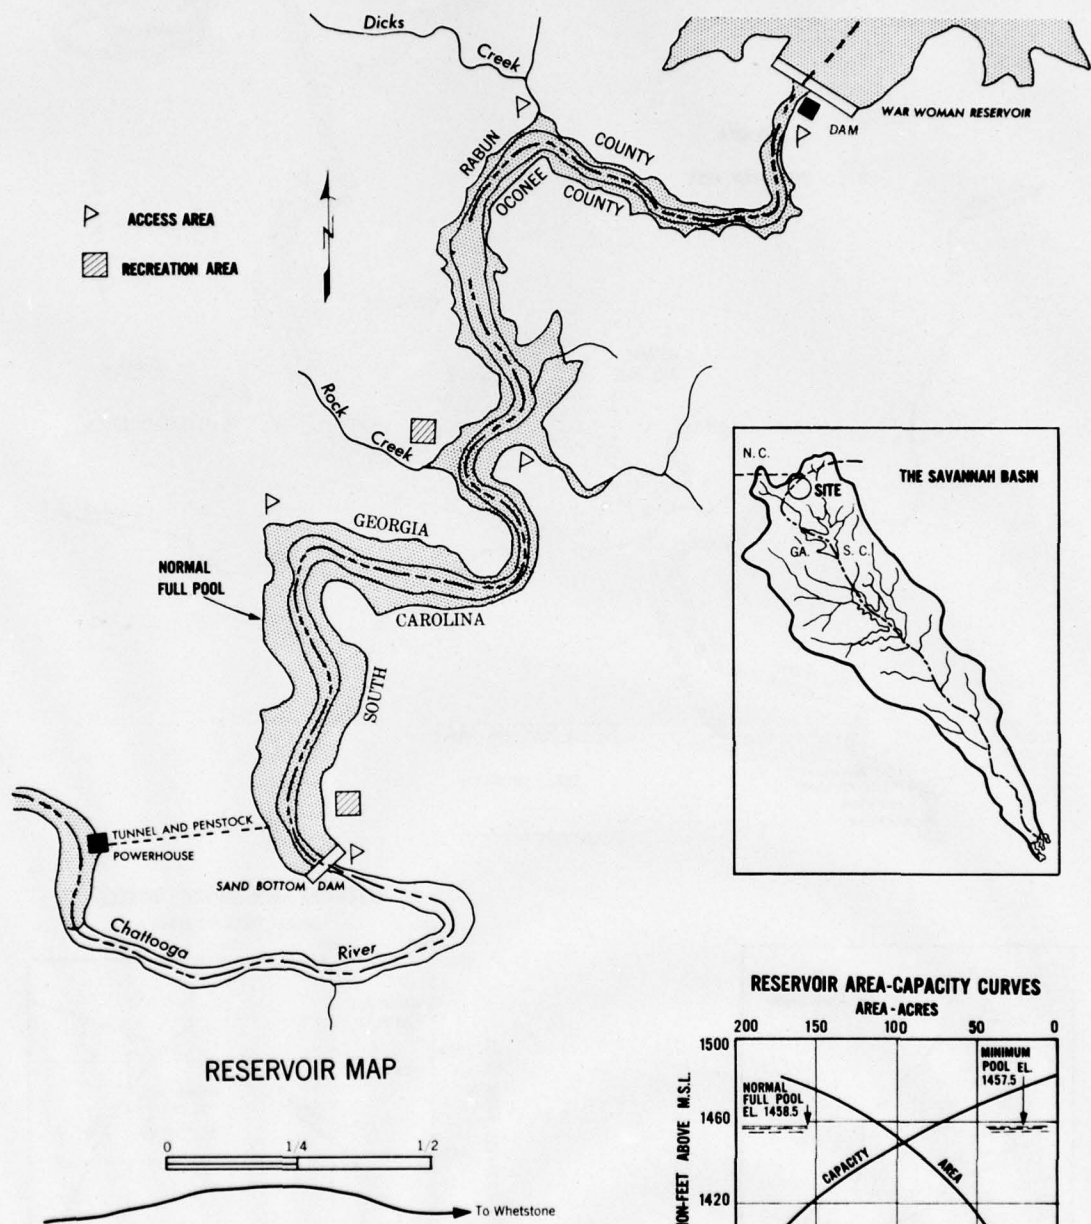 Dicks
Creek
WAR WOMAN RESERVOIR
DAM
RABUN
COUNTY
OCONEE
COUNTY
ACCESS AREA
N
RECREATION AREA
Rock
Creek
N. C.
THE SAVANNAH BASIN
SITE
GA.
S. C.
GEORGIA
NORMAL
FULL POOL
CAROLINA
SOUTH
TUNNEL AND PENSTOCK
POWERHOUSE
SAND BOTTOM DAM
Chattooga
River
RESERVOIR MAP
0 1/4 1/2
To Whetstone
RESERVOIR AREA-CAPACITY CURVES
AREA - ACRES
200 150 100 50 0
1500
1460
1420
ABOVE M.S.L.
NORMAL
FULL POOL
EL. 1458.5
MINIMUM
POOL EL.
1457.5
CAPACITY
AREA